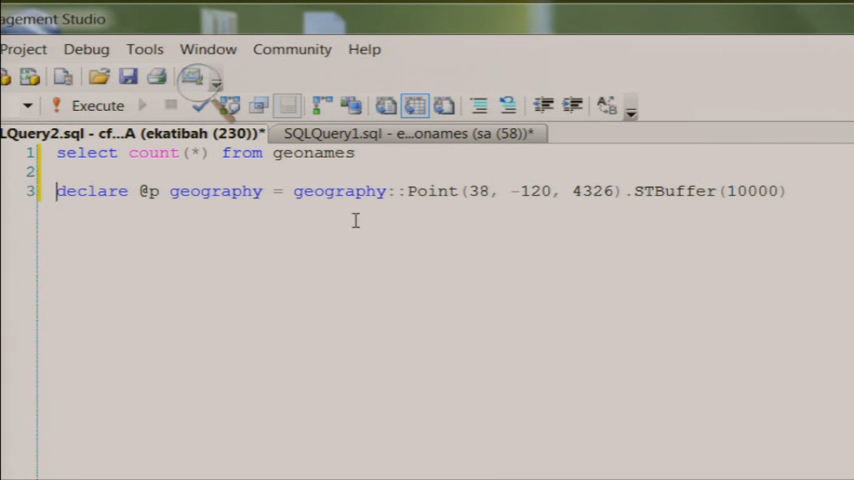 agement Studio
Project Debug Tools Window Community Help
Execute
LQuery2.sql - cf...A (ekatibah (230))* SQLQuery1.sql - e...onames (sa (58))*
1 select count(*) from geonames
2
3 declare @p geography = geography::Point(38, -120, 4326).STBuffer(10000)